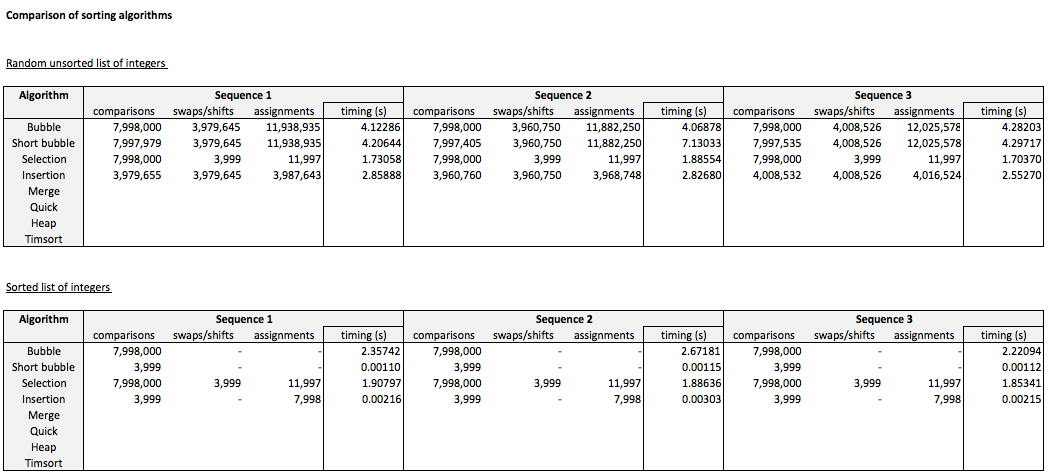 Comparison of sorting algorithms
Random unsorted list of integers
Algorithm Sequence 1 Sequence 2 Sequence 3
comparisons swaps/shifts assignments timing (s) comparisons swaps/shifts assignments timing (s) comparisons swaps/shifts assignments timing (s)
Bubble 7,998,000 3,979,645 11,938,935 4.12286 7,998,000 3,960,750 11,882,250 4.06878 7,998,000 4,008,526 12,025,578 4.28203
Short bubble 7,997,979 3,979,645 11,938,935 4.20644 7,997,405 3,960,750 11,882,250 7.13033 7,997,535 4,008,526 12,025,578 4.29717
Selection 7,998,000 3,999 11,997 1.73058 7,998,000 3,999 11,997 1.88554 7,998,000 3,999 11,997 1.70370
Insertion 3,979,655 3,979,645 3,987,643 2.85888 3,960,760 3,960,750 3,968,748 2.82680 4,008,532 4,008,526 4,016,524 2.55270
Merge
Quick
Heap
Timsort
Sorted list of integers
Algorithm Sequence 1 Sequence 2 Sequence 3
comparisons swaps/shifts assignments timing (s) comparisons swaps/shifts assignments timing (s) comparisons swaps/shifts assignments timing (s)
Bubble 7,998,000 - - 2.35742 7,998,000 - - 2.67181 7,998,000 - - 2.22094
Short bubble 3,999 - - 0.00110 3,999 - - 0.00115 3,999 - - 0.00112
Selection 7,998,000 3,999 11,997 1.90797 7,998,000 3,999 11,997 1.88636 7,998,000 3,999 11,997 1.85341
Insertion 3,999 - 7,998 0.00216 3,999 - 7,998 0.00303 3,999 - 7,998 0.00215
Merge
Quick
Heap
Timsort